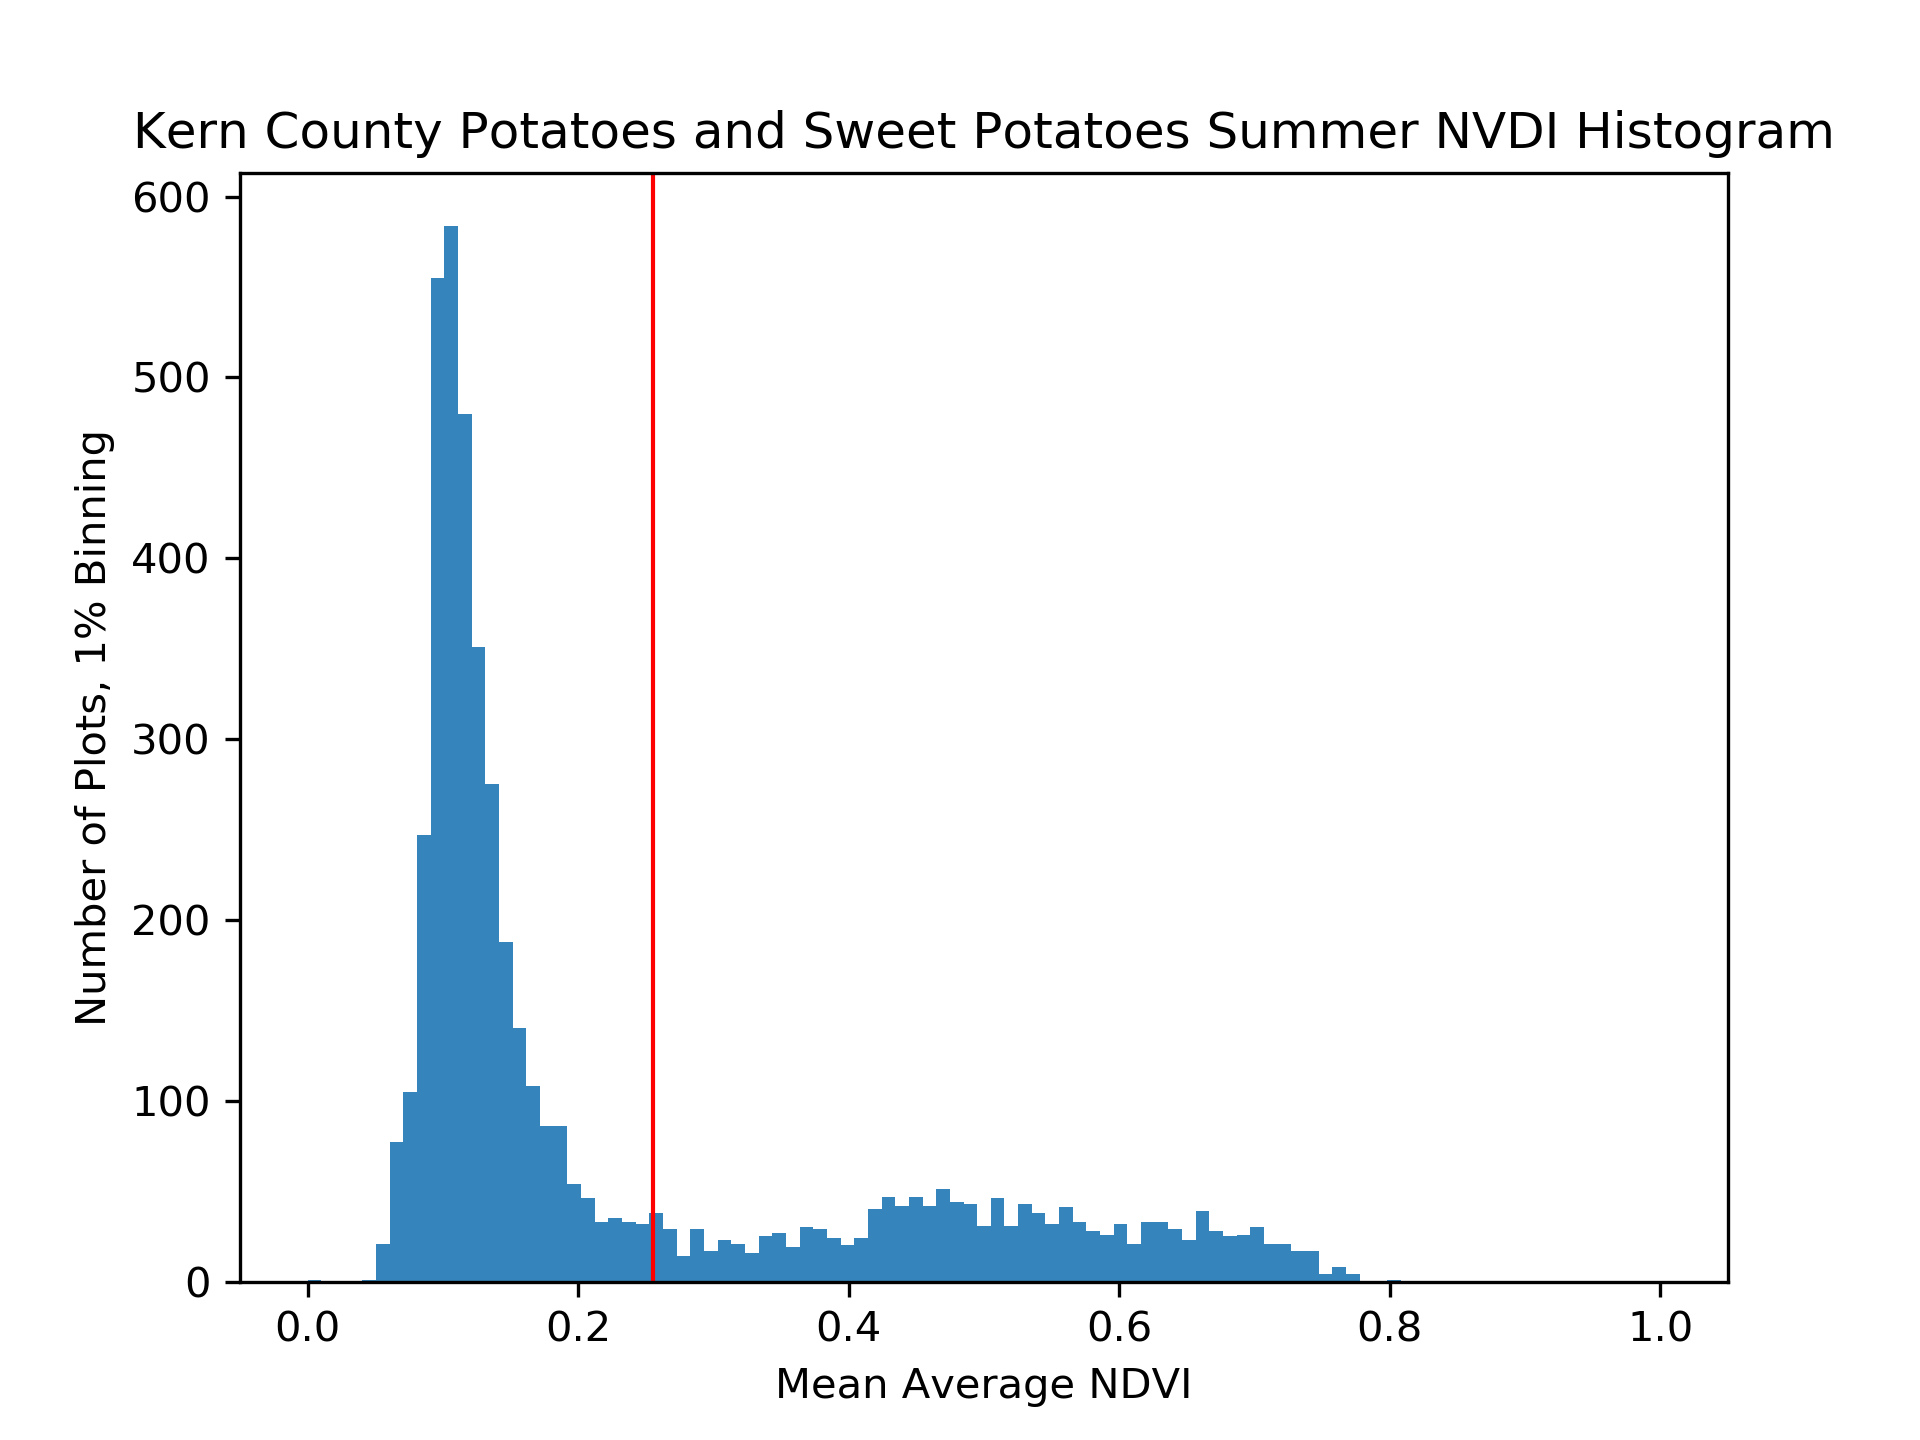 Kern County Potatoes and Sweet Potatoes Summer NVDI Histogram
600
500
400
300
200
100
0
Number of Plots, 1% Binning
0.0 0.2 0.4 0.6 0.8 1.0
Mean Average NDVI